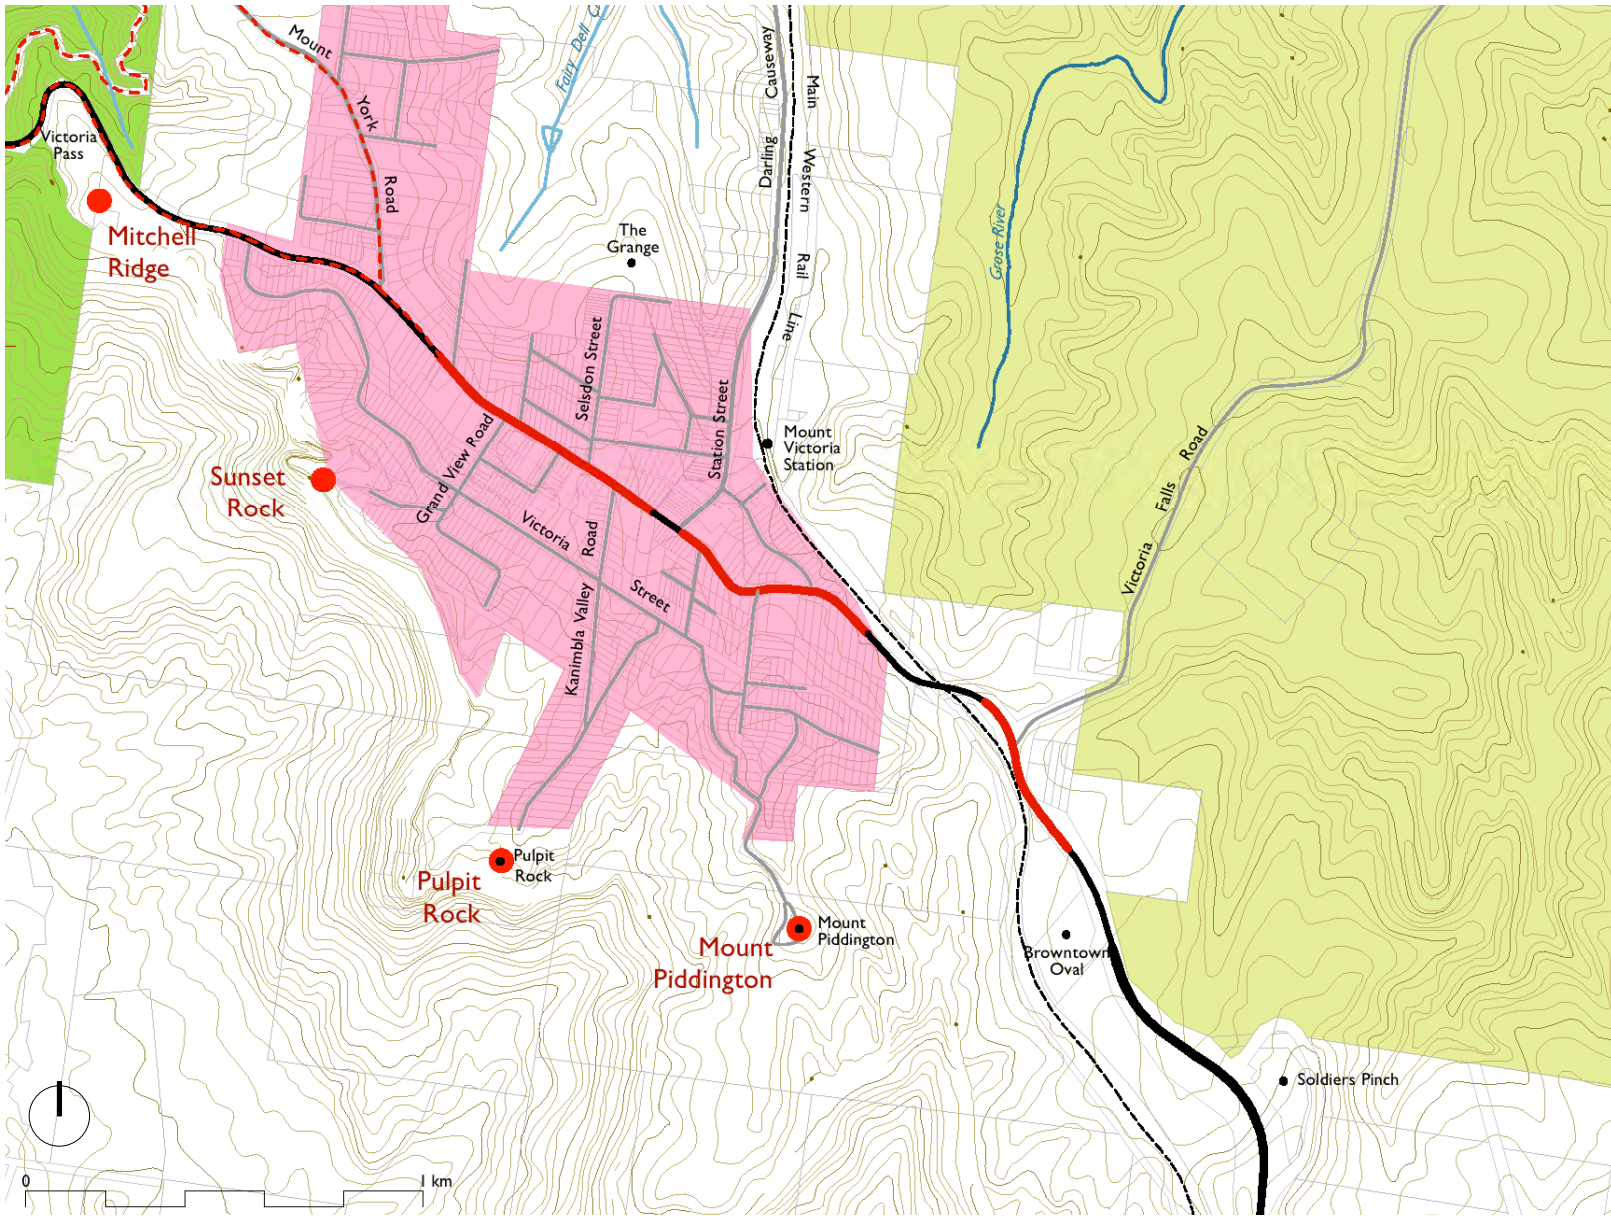 Mount
York
Road
Fairy Dell
Darling Causeway
Main
Western
Rail
Line
Victoria
Pass
Mitchell
Ridge
The
Grange
Grose River
Selsdon Street
Station Street
Mount
Victoria
Station
Grand View Road
Sunset
Rock
Victoria
Street
Kanimbla Valley Road
Victoria Falls Road
Pulpit
Rock
Pulpit
Rock
Mount
Piddington
Mount
Piddington
Browntown
Oval
Soldiers Pinch
0
1 km